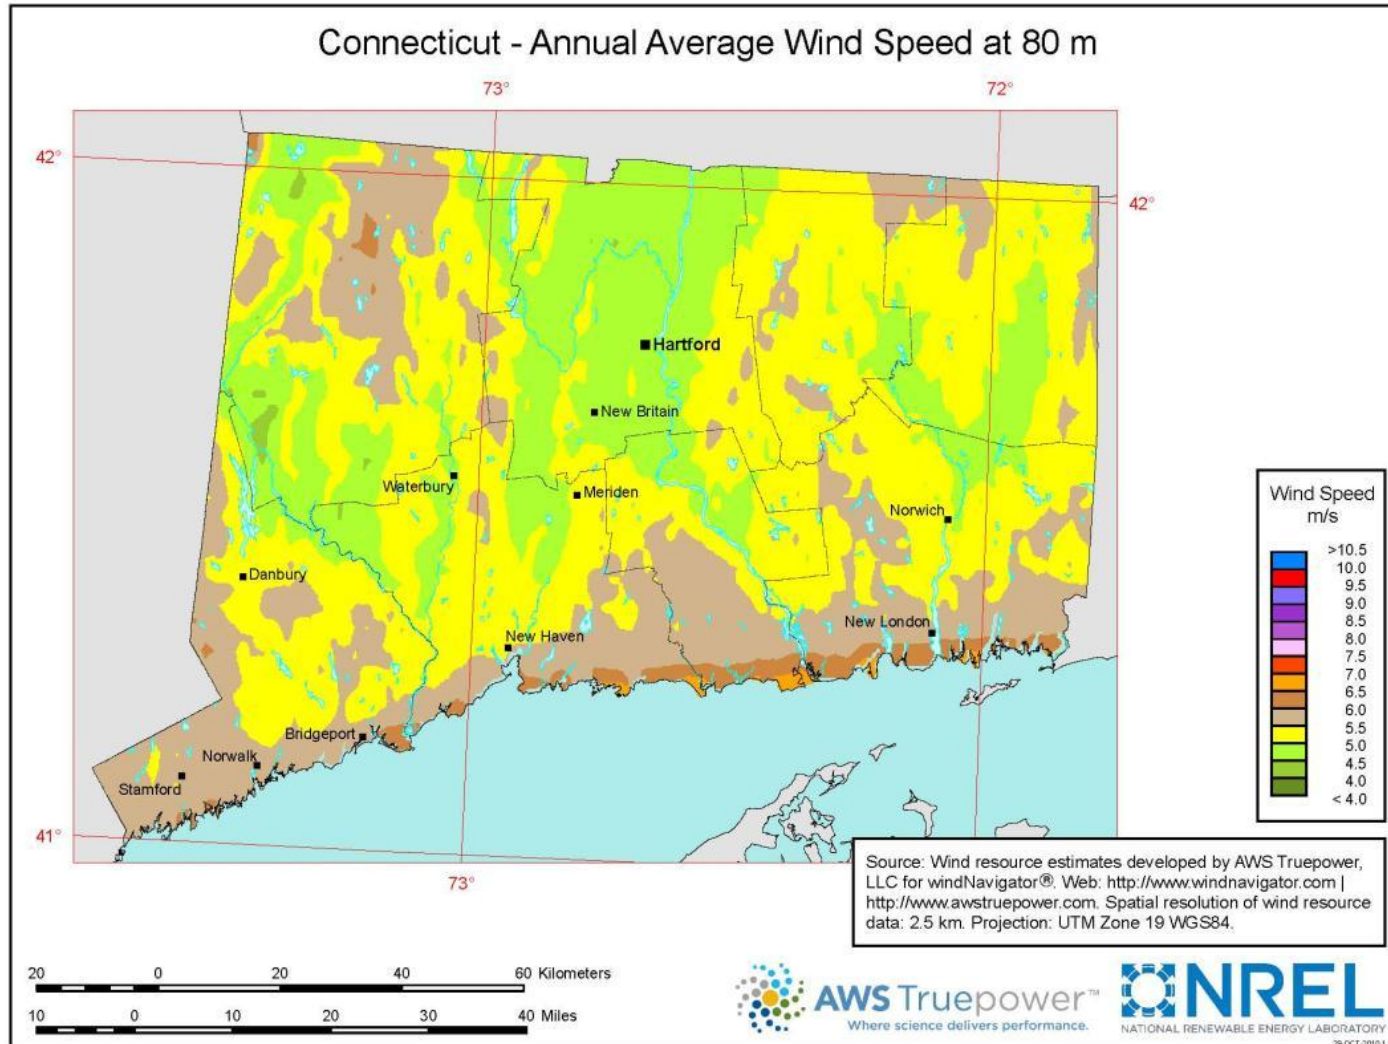 Connecticut - Annual Average Wind Speed at 80 m
73°
72°
42°
42°
Hartford
New Britain
Waterbury
Meriden
Norwich
Danbury
New Haven
New London
Bridgeport
Norwalk
Stamford
41°
73°
Wind Speed
m/s
>10.5
10.0
9.5
9.0
8.5
8.0
7.5
7.0
6.5
6.0
5.5
5.0
4.5
4.0
< 4.0
Source: Wind resource estimates developed by AWS Truepower,
LLC for windNavigator®. Web: http://www.windnavigator.com |
http://www.awstruepower.com. Spatial resolution of wind resource
data: 2.5 km. Projection: UTM Zone 19 WGS84.
20 0 20 40 60 Kilometers
10 0 10 20 30 40 Miles
AWS Truepower™
Where science delivers performance.
NREL
NATIONAL RENEWABLE ENERGY LABORATORY